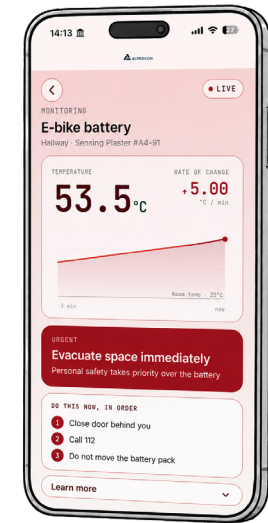 14:13
27
ALPROKON
LIVE
MONITORING
E-bike battery
Hallway · Sensing Plaster #A4-91
TEMPERATURE
RATE OF CHANGE
53.5°C
+5.00
°C / min
Room temp · 25°C
-3 min
now
URGENT
Evacuate space immediately
Personal safety takes priority over the battery
DO THIS NOW, IN ORDER
1 Close door behind you
2 Call 112
3 Do not move the battery pack
Learn more